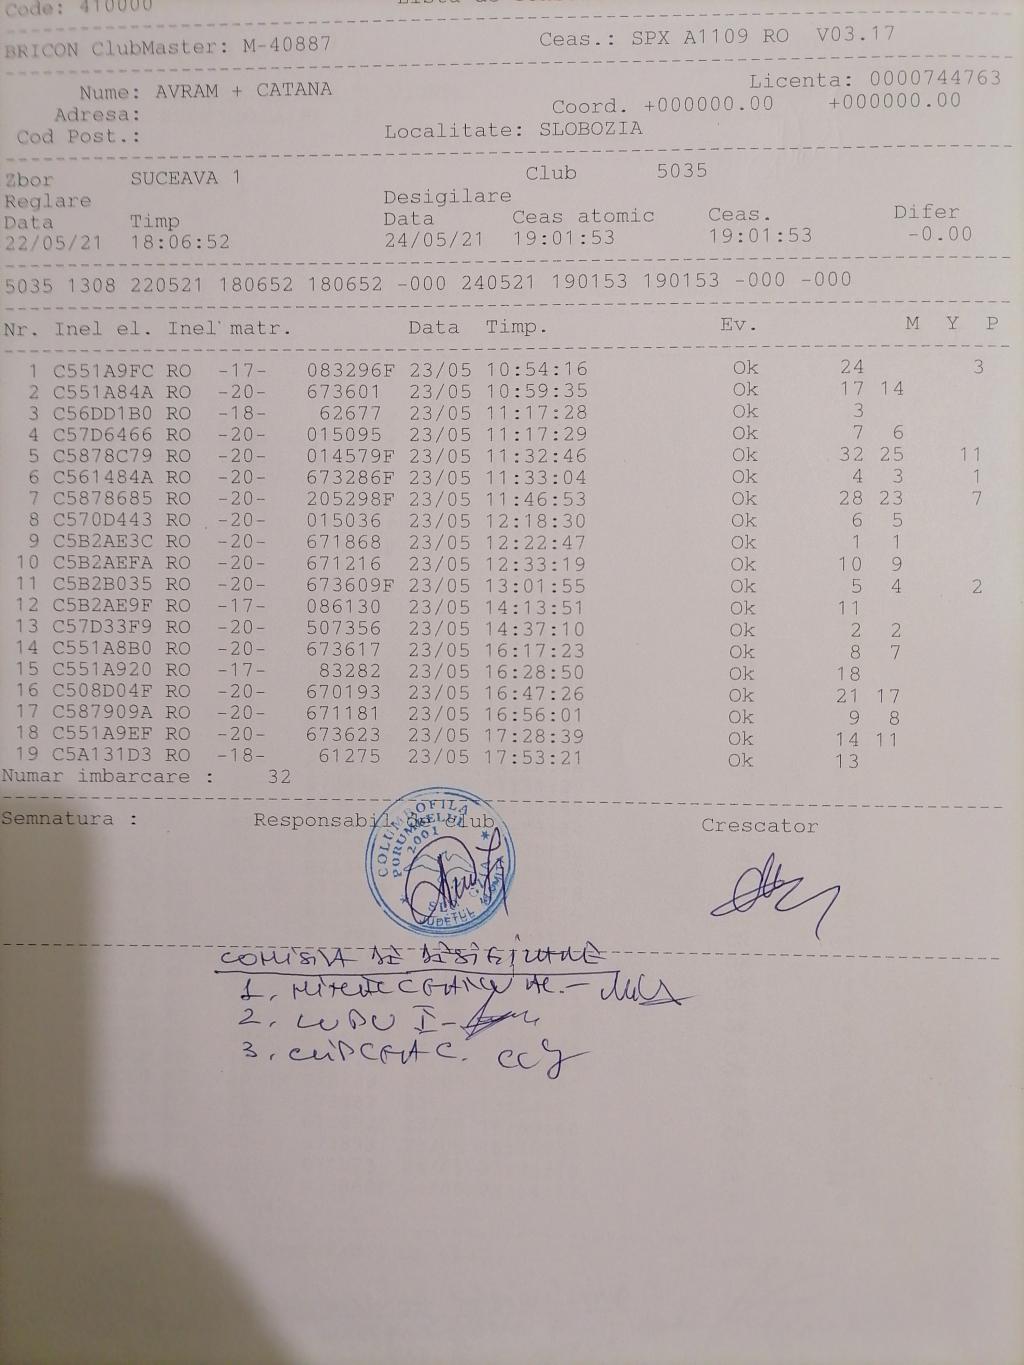 Code: 410000
BRICON ClubMaster: M-40887 Ceas.: SPX A1109 RO V03.17
Nume: AVRAM + CATANA Licenta: 0000744763
Adresa: Coord. +000000.00 +000000.00
Cod Post.: Localitate: SLOBOZIA
Zbor SUCEAVA 1 Club 5035
Reglare Desigilare
Data Timp Data Ceas atomic Ceas. Difer
22/05/21 18:06:52 24/05/21 19:01:53 19:01:53 -0.00
5035 1308 220521 180652 180652 -000 240521 190153 190153 -000 -000
Nr. Inel el. Inel matr. Data Timp. Ev. M Y P
1 C551A9FC RO -17- 083296F 23/05 10:54:16 Ok 24 3
2 C551A84A RO -20- 673601 23/05 10:59:35 Ok 17 14
3 C56DD1B0 RO -18- 62677 23/05 11:17:28 Ok 3
4 C57D6466 RO -20- 015095 23/05 11:17:29 Ok 7 6
5 C5878C79 RO -20- 014579F 23/05 11:32:46 Ok 32 25 11
6 C561484A RO -20- 673286F 23/05 11:33:04 Ok 4 3 1
7 C5878685 RO -20- 205298F 23/05 11:46:53 Ok 28 23 7
8 C570D443 RO -20- 015036 23/05 12:18:30 Ok 6 5
9 C5B2AE3C RO -20- 671868 23/05 12:22:47 Ok 1 1
10 C5B2AEFA RO -20- 671216 23/05 12:33:19 Ok 10 9
11 C5B2B035 RO -20- 673609F 23/05 13:01:55 Ok 5 4 2
12 C5B2AE9F RO -17- 086130 23/05 14:13:51 Ok 11
13 C57D33F9 RO -20- 507356 23/05 14:37:10 Ok 2 2
14 C551A8B0 RO -20- 673617 23/05 16:17:23 Ok 8 7
15 C551A920 RO -17- 83282 23/05 16:28:50 Ok 18
16 C508D04F RO -20- 670193 23/05 16:47:26 Ok 21 17
17 C587909A RO -20- 671181 23/05 16:56:01 Ok 9 8
18 C551A9EF RO -20- 673623 23/05 17:28:39 Ok 14 11
19 C5A131D3 RO -18- 61275 23/05 17:53:21 Ok 13
Numar imbarcare : 32
Semnatura : Responsabil de club Crescator
COLUMBOFILA
PORUMBELUL
2001
JUDETUL IALOMITA
COMISIA DE
1.
2. I
3. C.